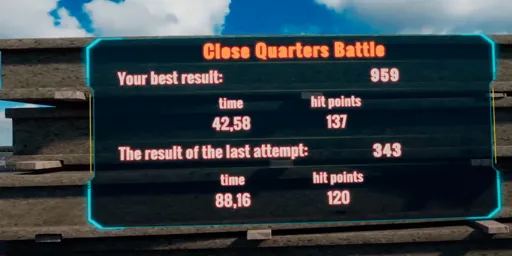 Close Quarters Battle
Your best result: 959
time hit points
42,58 137
The result of the last attempt: 343
time hit points
88,16 120